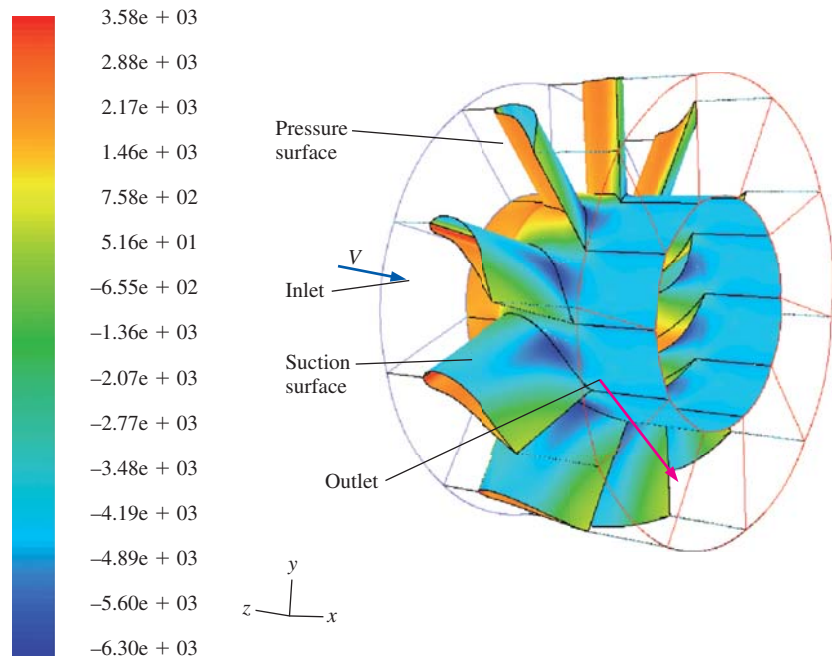 3.58e + 03
2.88e + 03
2.17e + 03
1.46e + 03
7.58e + 02
5.16e + 01
–6.55e + 02
–1.36e + 03
–2.07e + 03
–2.77e + 03
–3.48e + 03
–4.19e + 03
–4.89e + 03
–5.60e + 03
–6.30e + 03
Pressure
surface
V
Inlet
Suction
surface
Outlet
y
z
x